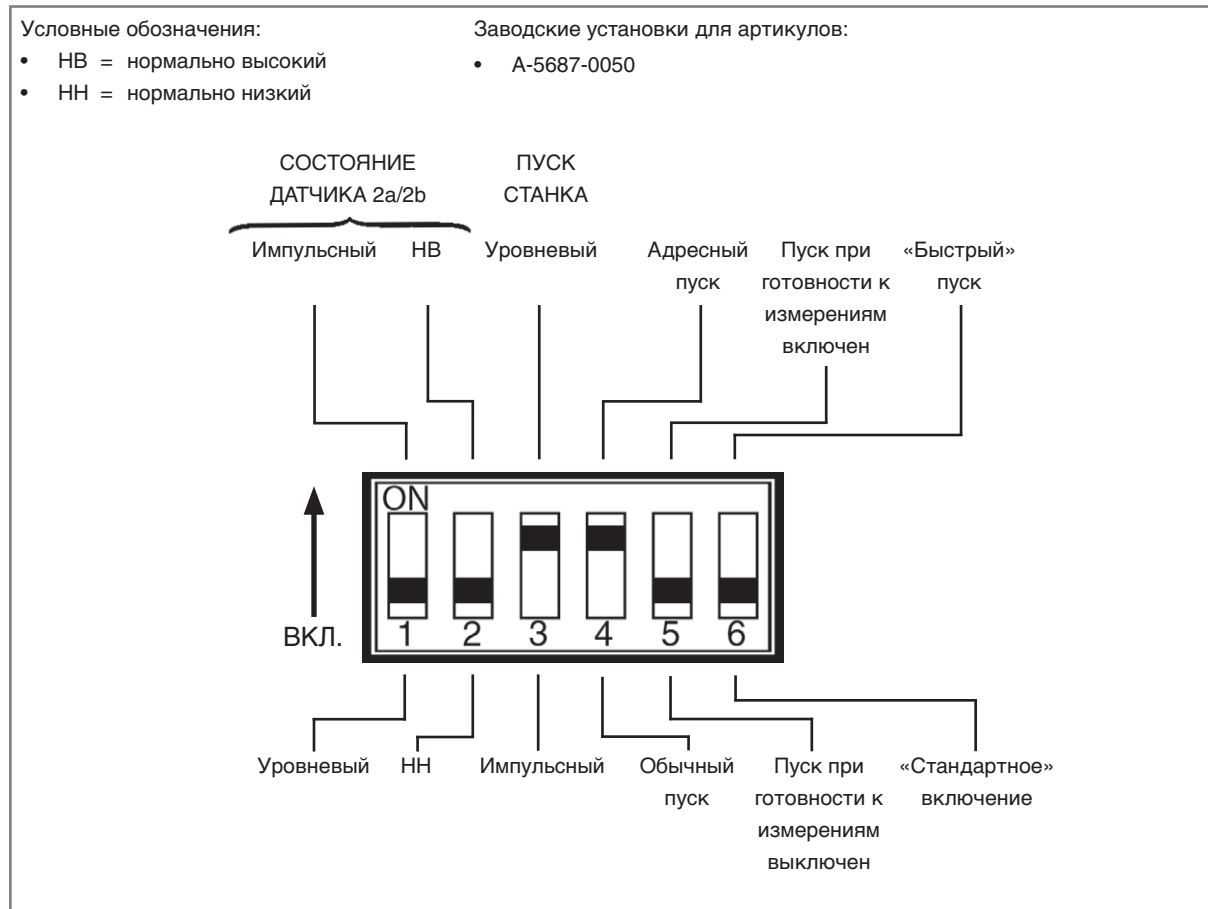 Условные обозначения:
• НВ = нормально высокий
• НН = нормально низкий
Заводские установки для артикулов:
• A-5687-0050
СОСТОЯНИЕ
ДАТЧИКА 2a/2b
ПУСК
СТАНКА
Импульсный
НВ
Уровневый
Адресный
пуск
Пуск при
готовности к
измерениям
включен
«Быстрый»
пуск
ON
ВКЛ.
1 2 3 4 5 6
Уровневый
НН
Импульсный
Обычный
пуск
Пуск при
готовности к
измерениям
выключен
«Стандартное»
включение